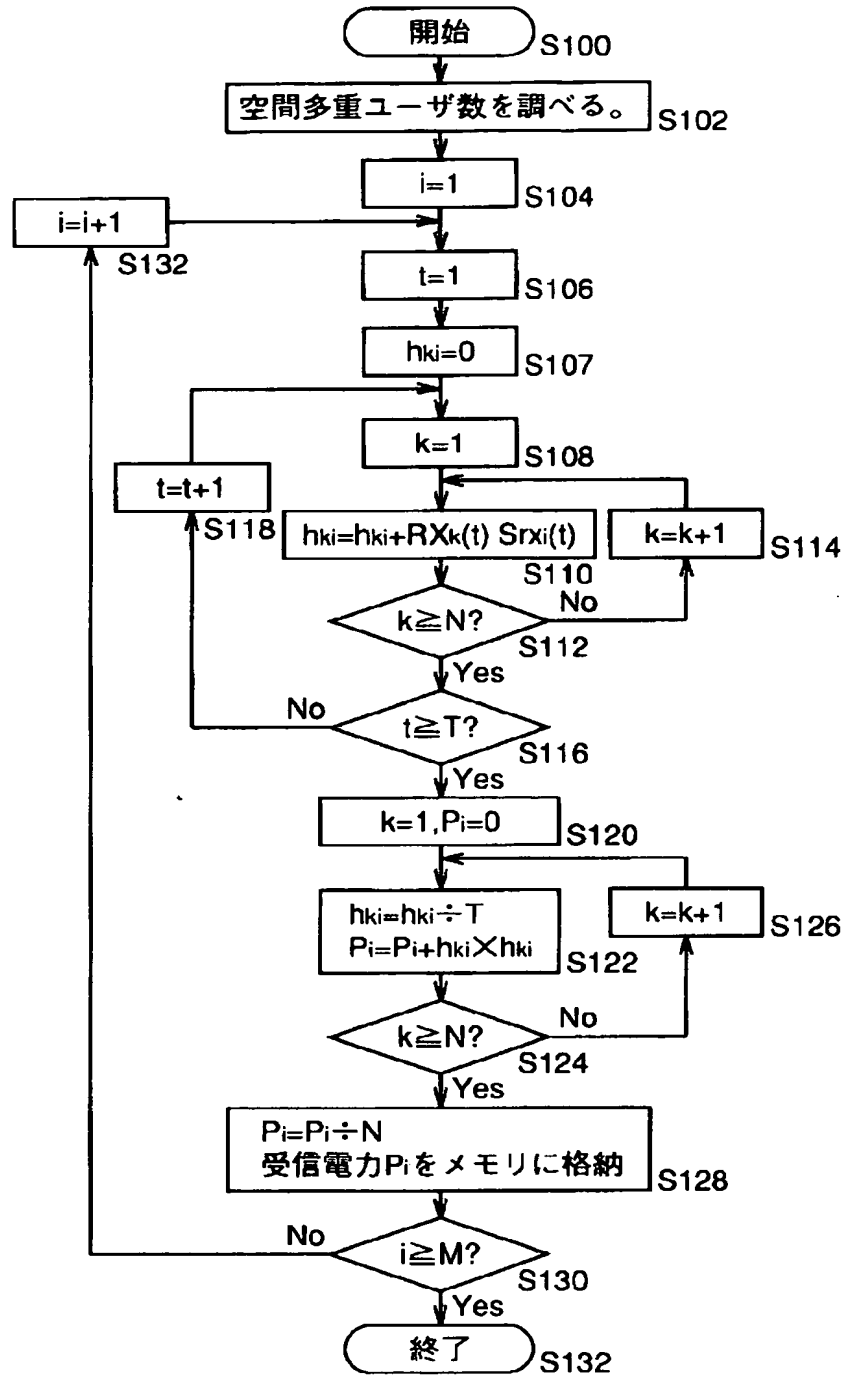 開始
S100
空間多重ユーザ数を調べる。
S102
i=1
S104
i=i+1
S132
t=1
S106
hki=0
S107
k=1
S108
t=t+1
S118
hki=hki+RXk(t) Srxi(t)
S110
k=k+1
S114
k≧N?
No
S112
Yes
t≧T?
No
S116
Yes
k=1,Pi=0
S120
hki=hki÷T
Pi=Pi+hki×hki
S122
k=k+1
S126
k≧N?
No
S124
Yes
Pi=Pi÷N
受信電力Piをメモリに格納
S128
i≧M?
No
S130
Yes
終了
S132